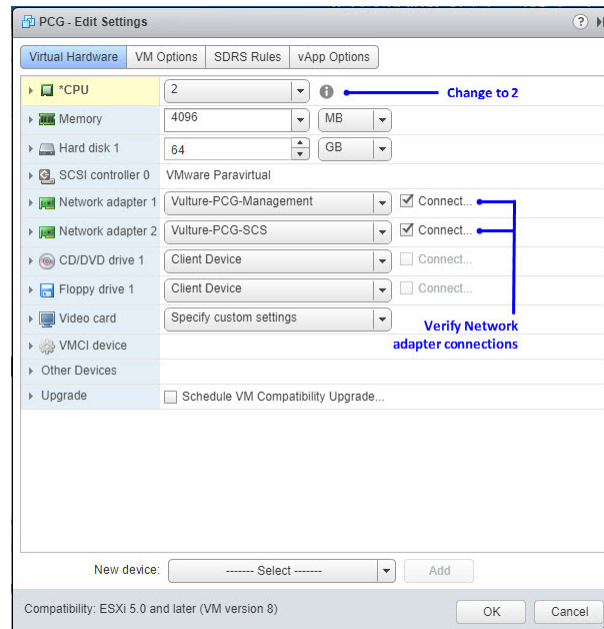 PCG - Edit Settings
?
Virtual Hardware VM Options SDRS Rules vApp Options
*CPU 2 Change to 2
Memory 4096 MB
Hard disk 1 64 GB
SCSI controller 0 VMware Paravirtual
Network adapter 1 Vulture-PCG-Management Connect...
Network adapter 2 Vulture-PCG-SCS Connect...
CD/DVD drive 1 Client Device Connect...
Floppy drive 1 Client Device Connect...
Video card Specify custom settings
Verify Network
adapter connections
VMCI device
Other Devices
Upgrade Schedule VM Compatibility Upgrade...
New device: ------- Select ------- Add
Compatibility: ESXi 5.0 and later (VM version 8) OK Cancel